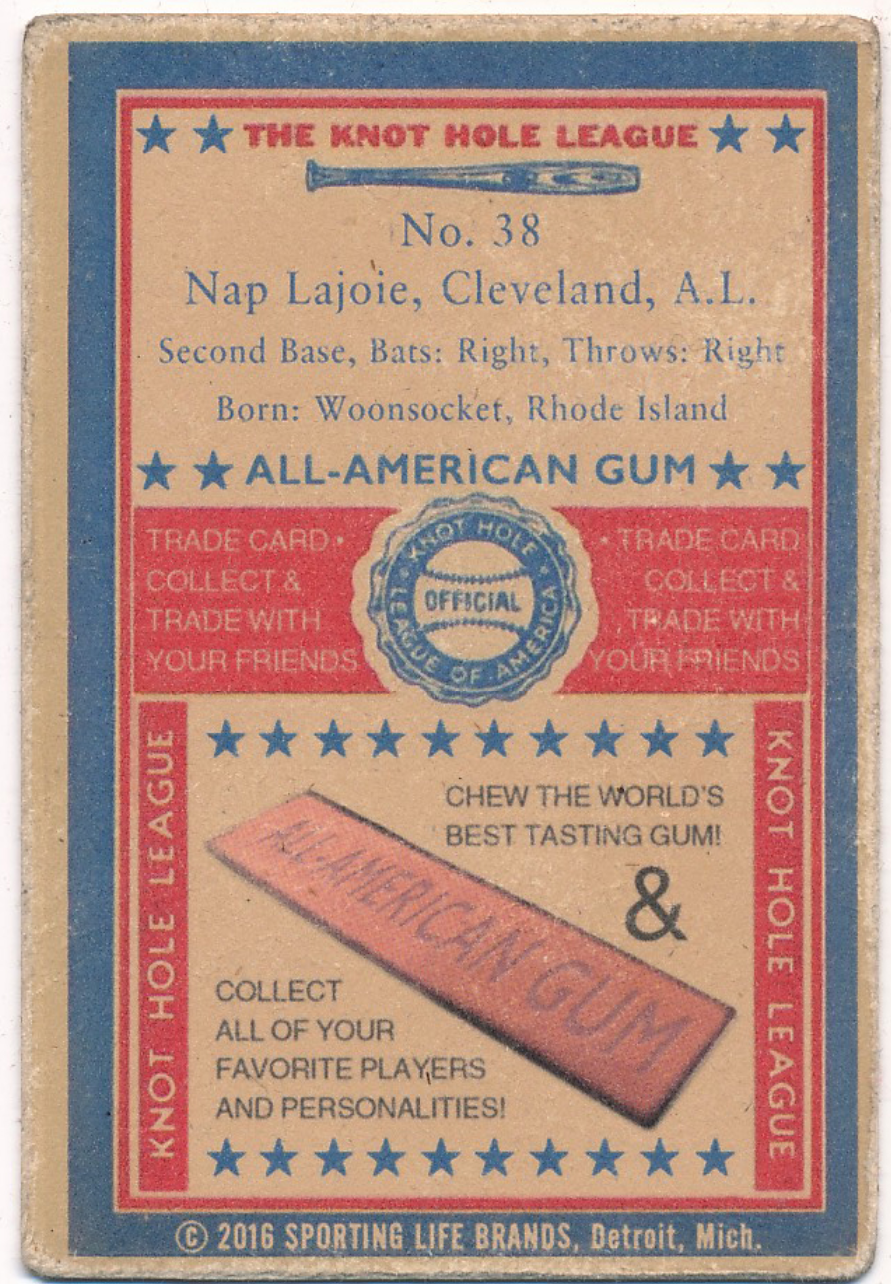 THE KNOT HOLE LEAGUE
No. 38
Nap Lajoie, Cleveland, A.L.
Second Base, Bats: Right, Throws: Right
Born: Woonsocket, Rhode Island
ALL-AMERICAN GUM
TRADE CARD •
COLLECT &
TRADE WITH
YOUR FRIENDS
KNOT HOLE
OFFICIAL
LEAGUE OF AMERICA
• TRADE CARD
COLLECT &
TRADE WITH
YOUR FRIENDS
KNOT HOLE LEAGUE
CHEW THE WORLD'S
BEST TASTING GUM!
&
ALL-AMERICAN GUM
COLLECT
ALL OF YOUR
FAVORITE PLAYERS
AND PERSONALITIES!
KNOT HOLE LEAGUE
© 2016 SPORTING LIFE BRANDS, Detroit, Mich.